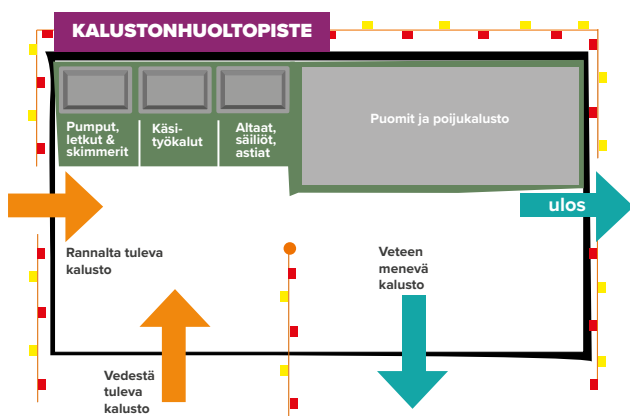 KALUSTONHUOLTOPISTE
Pumput,
letkut &
skimmerit
Käsi-
työkalut
Altaat,
säiliöt,
astiat
Puomit ja poijukalusto
ulos
Rannalta tuleva
kalusto
Veteen
menevä
kalusto
Vedestä
tuleva
kalusto